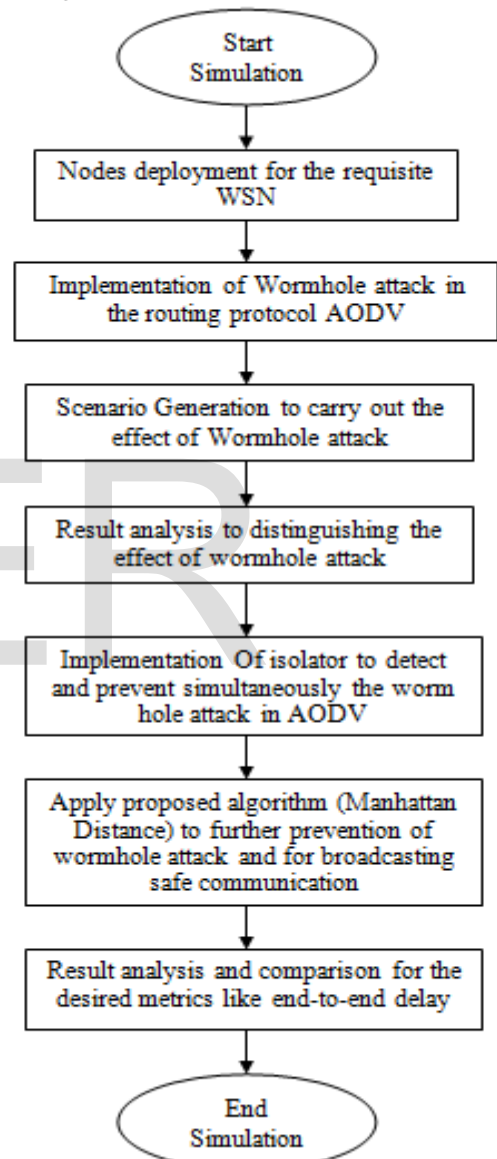 Start
Simulation
Nodes deployment for the requisite
WSN
Implementation of Wormhole attack in
the routing protocol AODV
Scenario Generation to carry out the
effect of Wormhole attack
Result analysis to distinguishing the
effect of wormhole attack
Implementation Of isolator to detect
and prevent simultaneously the worm
hole attack in AODV
Apply proposed algorithm (Manhattan
Distance) to further prevention of
wormhole attack and for broadcasting
safe communication
Result analysis and comparison for the
desired metrics like end-to-end delay
End
Simulation
ER